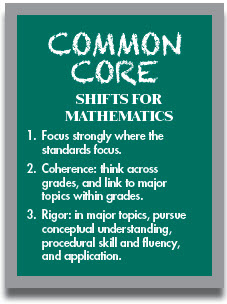 COMMON
CORE
SHIFTS FOR
MATHEMATICS
1. Focus strongly where the
standards focus.
2. Coherence: think across
grades, and link to major
topics within grades.
3. Rigor: in major topics, pursue
conceptual understanding,
procedural skill and fluency,
and application.